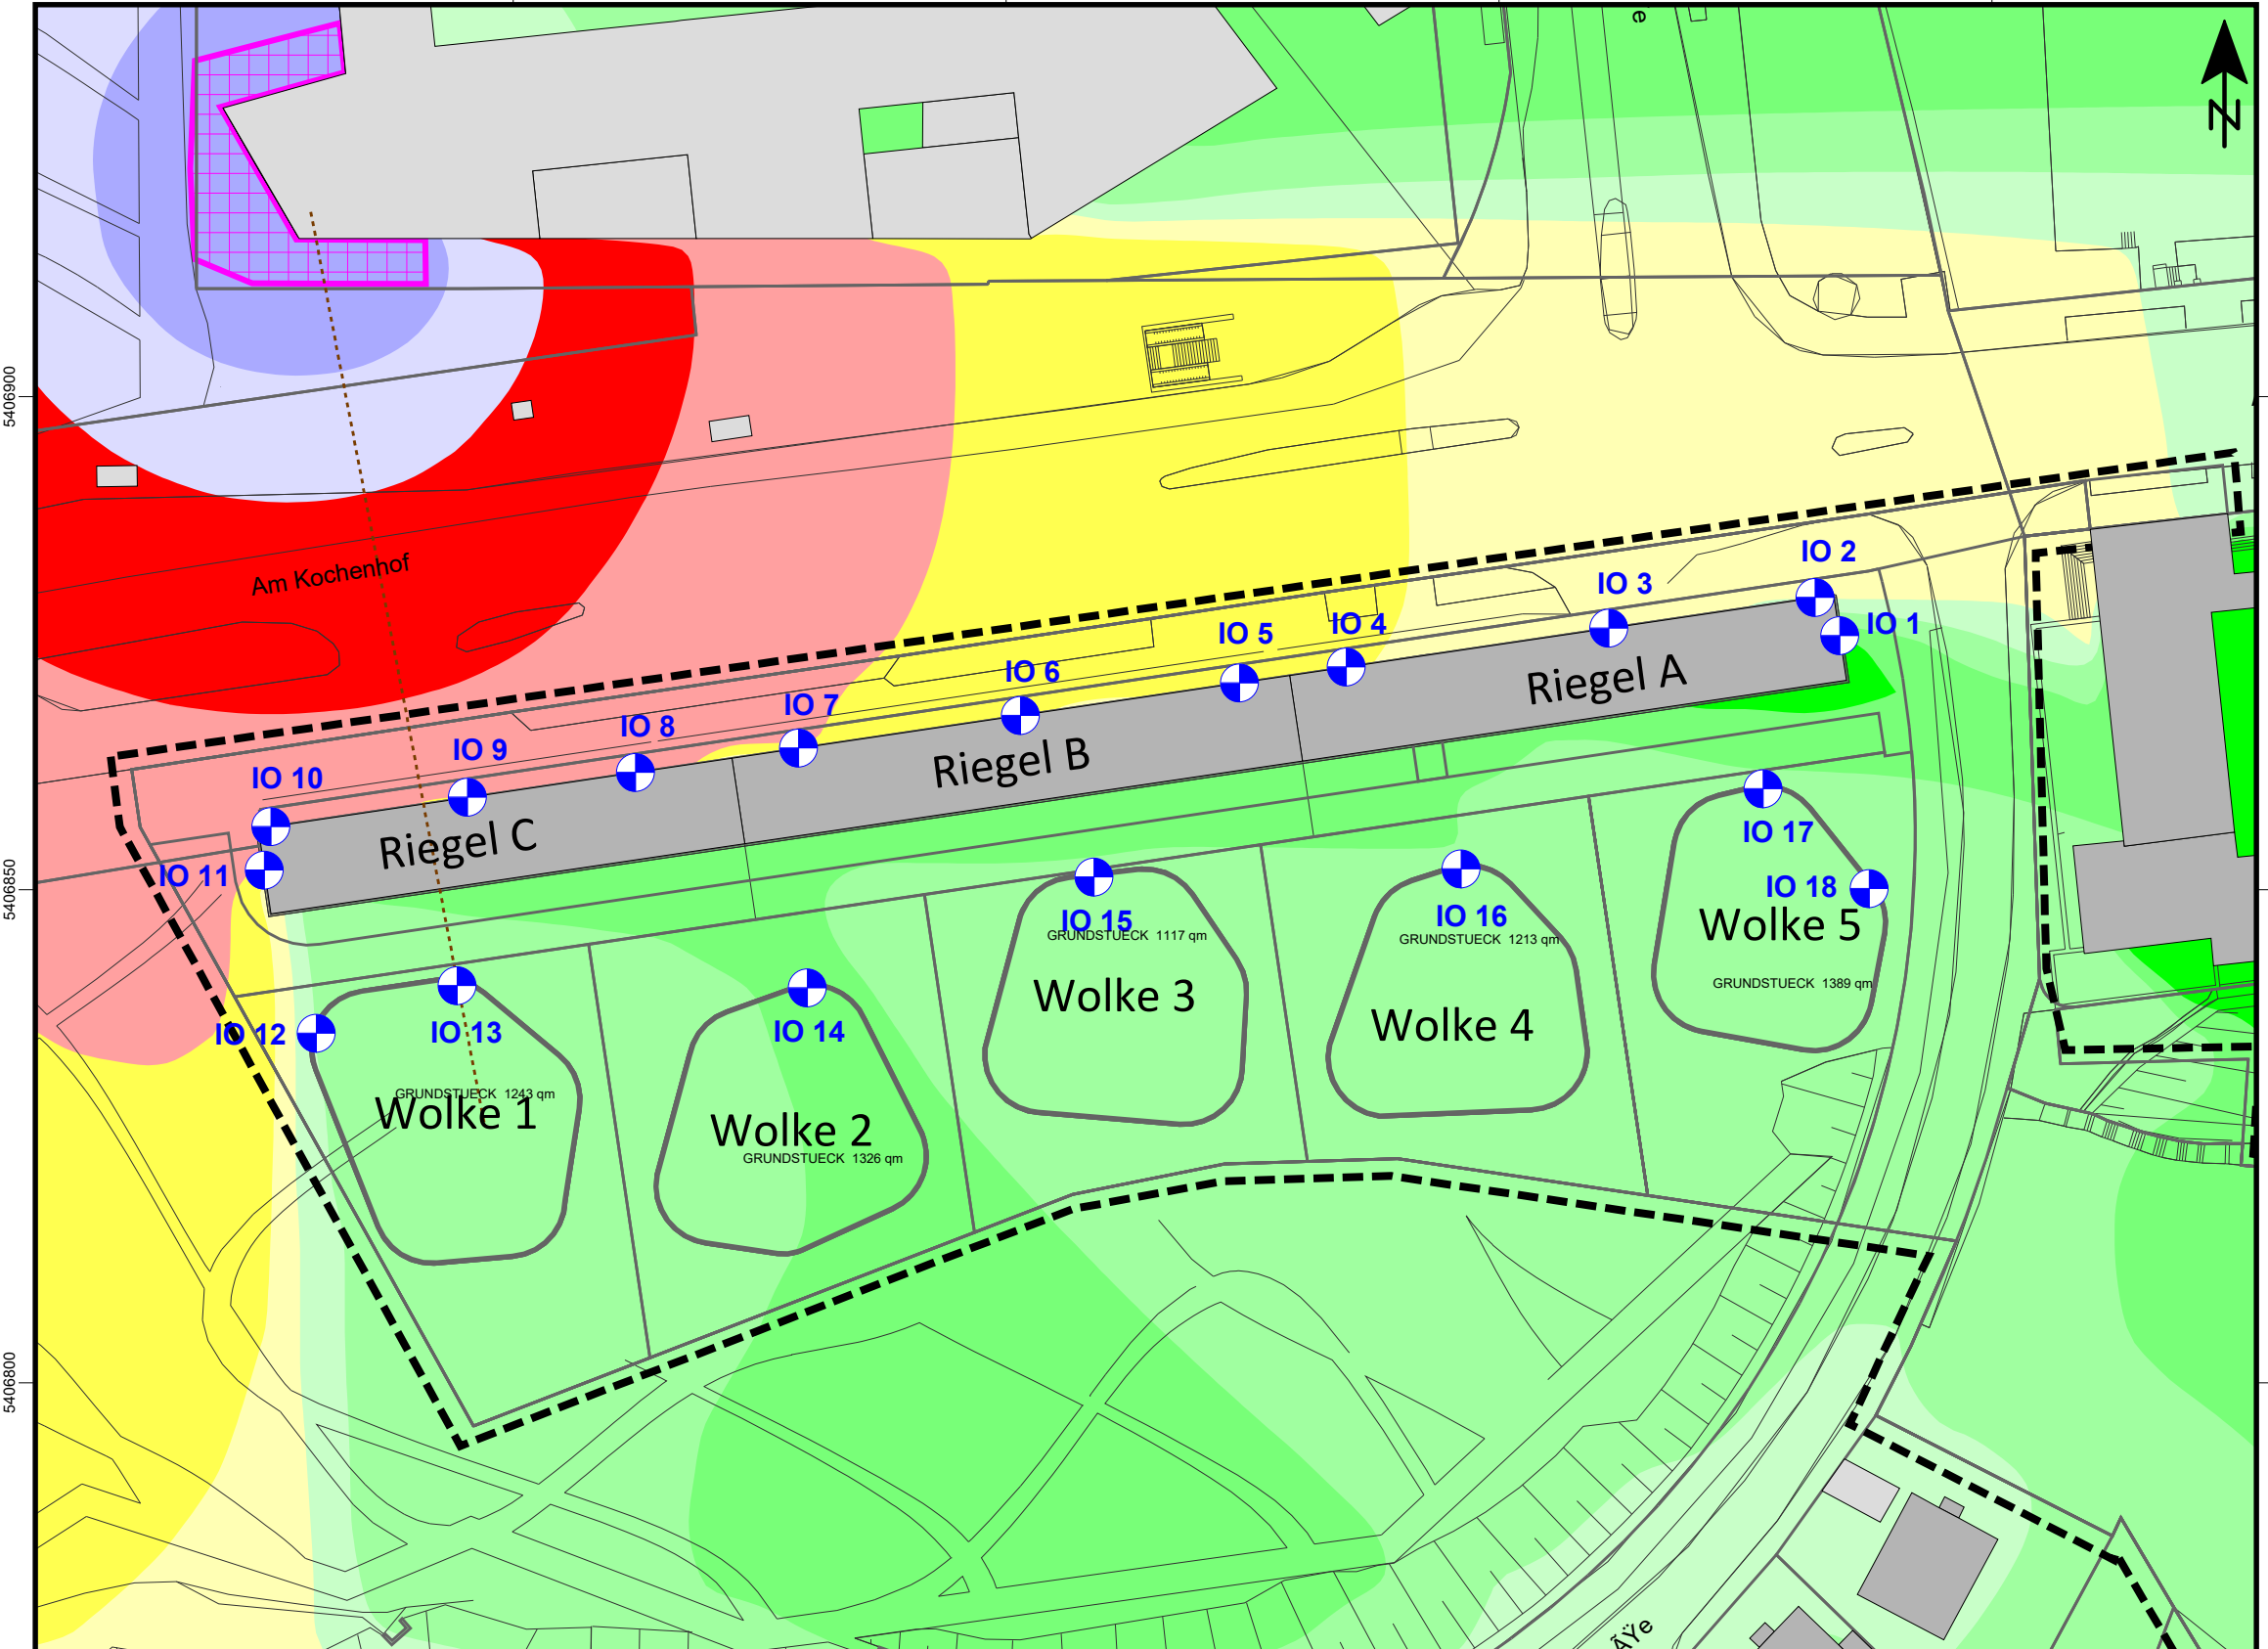 e
N
5406900
Am Kochenhof
IO 2
IO 3
IO 1
IO 4
IO 5
IO 6
Riegel A
IO 7
IO 8
IO 9
Riegel B
IO 10
Riegel C
IO 17
5406850
IO 11
IO 18
IO 15
IO 16
Wolke 5
GRUNDSTUECK 1117 qm
GRUNDSTUECK 1213 qm
GRUNDSTUECK 1389 qm
Wolke 3
Wolke 4
IO 12
IO 13
IO 14
GRUNDSTUECK 1243 qm
Wolke 1
Wolke 2
GRUNDSTUECK 1326 qm
5406800
ÃŸe